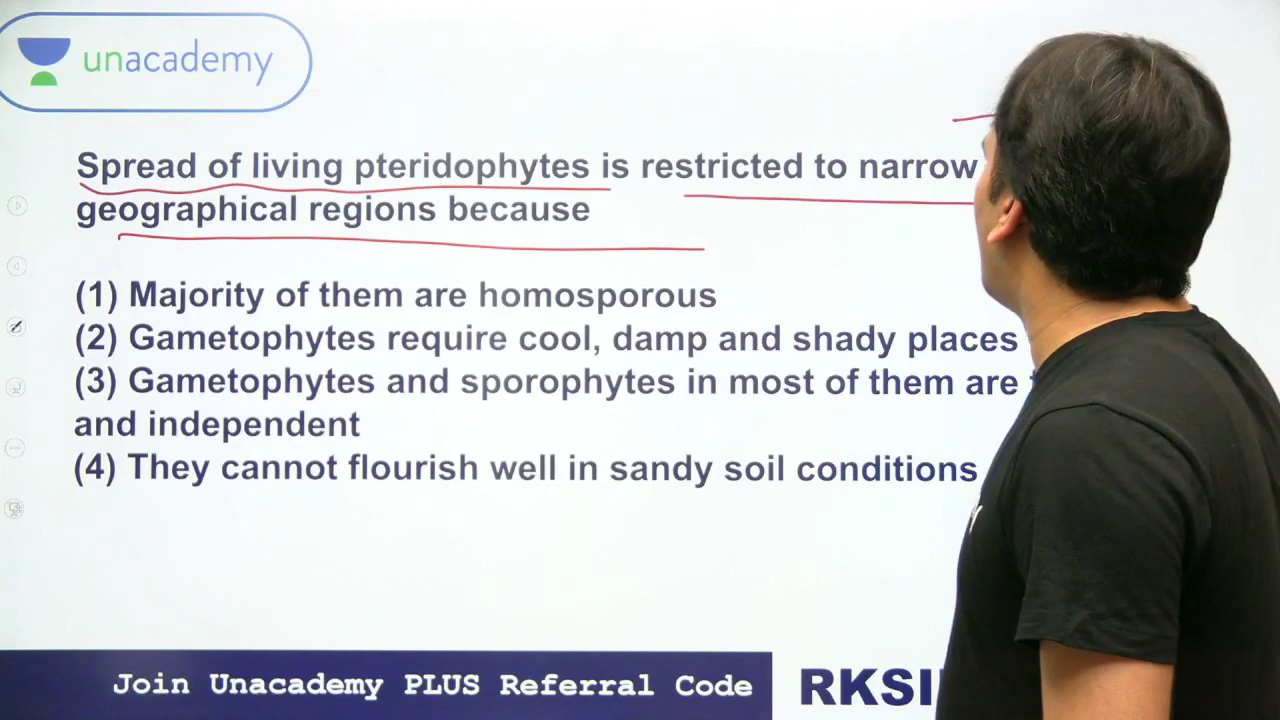 unacademy
Spread of living pteridophytes is restricted to narrow
geographical regions because
(1) Majority of them are homosporous
(2) Gametophytes require cool, damp and shady places
(3) Gametophytes and sporophytes in most of them are
and independent
(4) They cannot flourish well in sandy soil conditions
Join Unacademy PLUS Referral Code